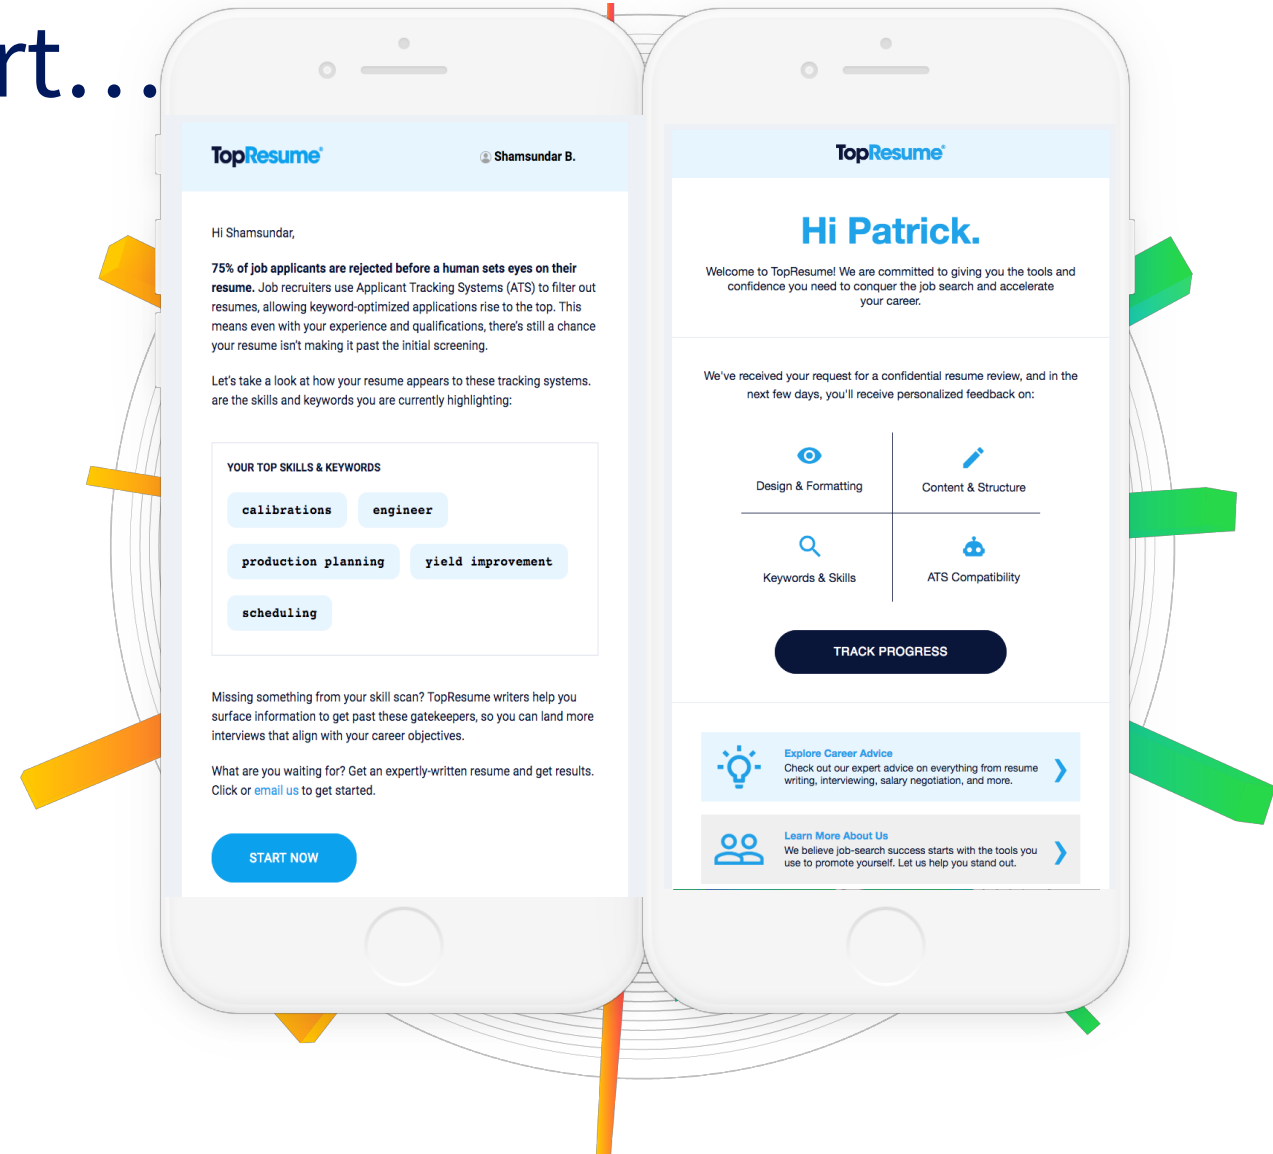 rt...
TopResume®
Shamsundar B.
Hi Shamsundar,
75% of job applicants are rejected before a human sets eyes on their
resume. Job recruiters use Applicant Tracking Systems (ATS) to filter out
resumes, allowing keyword-optimized applications rise to the top. This
means even with your experience and qualifications, there's still a chance
your resume isn't making it past the initial screening.
Let's take a look at how your resume appears to these tracking systems.
are the skills and keywords you are currently highlighting:
YOUR TOP SKILLS & KEYWORDS
calibrations engineer
production planning yield improvement
scheduling
Missing something from your skill scan? TopResume writers help you
surface information to get past these gatekeepers, so you can land more
interviews that align with your career objectives.
What are you waiting for? Get an expertly-written resume and get results.
Click or email us to get started.
START NOW
TopResume®
Hi Patrick.
Welcome to TopResume! We are committed to giving you the tools and
confidence you need to conquer the job search and accelerate
your career.
We've received your request for a confidential resume review, and in the
next few days, you'll receive personalized feedback on:
Design & Formatting
Content & Structure
Keywords & Skills
ATS Compatibility
TRACK PROGRESS
Explore Career Advice
Check out our expert advice on everything from resume
writing, interviewing, salary negotiation, and more.
Learn More About Us
We believe job-search success starts with the tools you
use to promote yourself. Let us help you stand out.